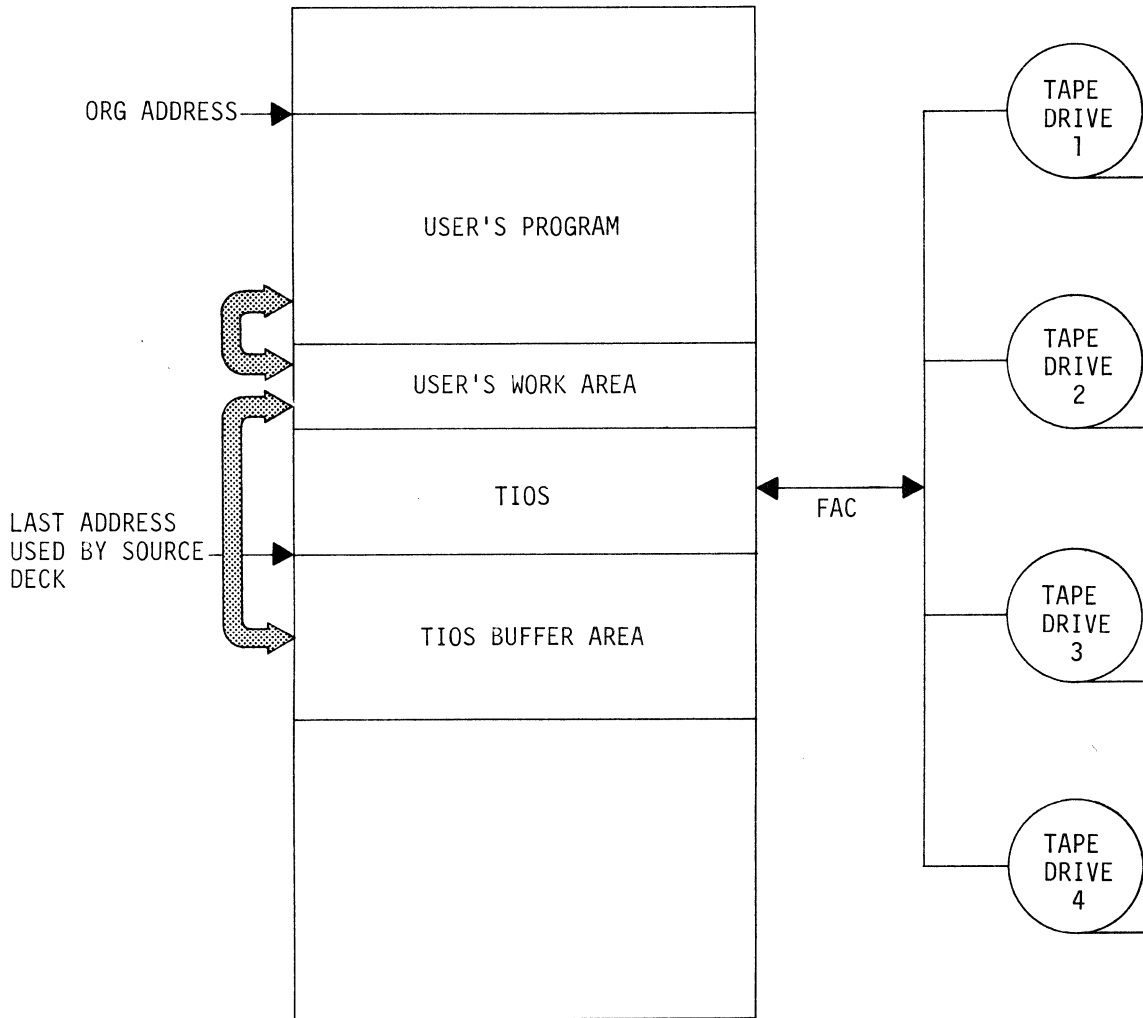 ORG ADDRESS
USER'S PROGRAM
USER'S WORK AREA
TIOS
LAST ADDRESS
USED BY SOURCE
DECK
TIOS BUFFER AREA
FAC
TAPE
DRIVE
1
TAPE
DRIVE
2
TAPE
DRIVE
3
TAPE
DRIVE
4